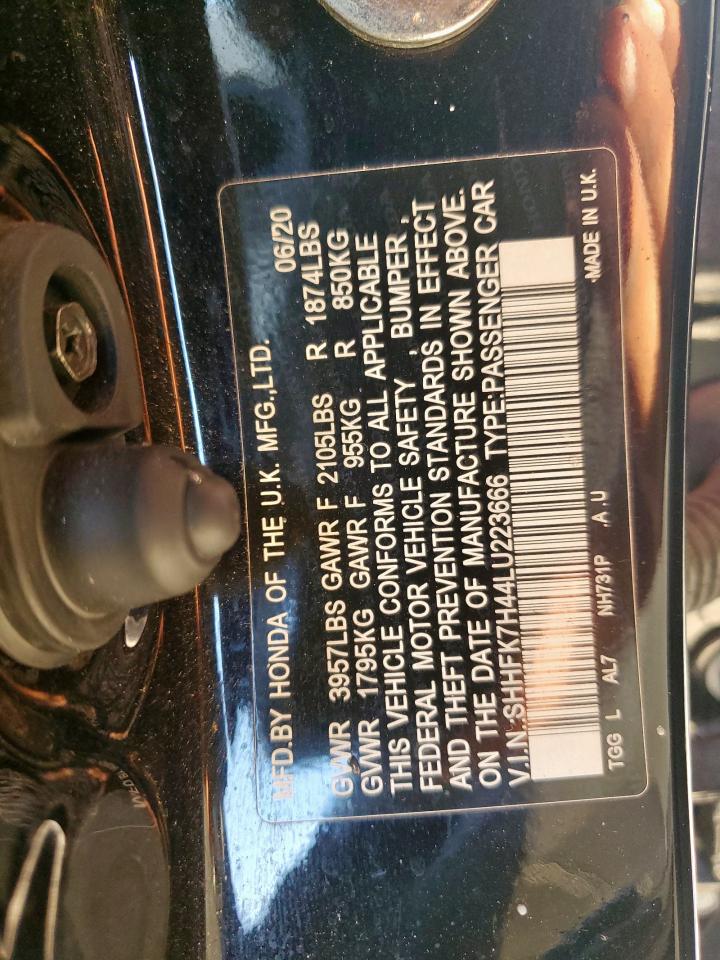 MFD.BY HONDA OF THE U.K. MFG.,LTD. 06/20
GVWR 3957LBS GAWR F 2105LBS R 1874LBS
GVWR 1795KG GAWR F 955KG R 850KG
THIS VEHICLE CONFORMS TO ALL APPLICABLE
FEDERAL MOTOR VEHICLE SAFETY , BUMPER ,
AND THEFT PREVENTION STANDARDS IN EFFECT
ON THE DATE OF MANUFACTURE SHOWN ABOVE.
V.I.N.:SHHFK7H44LU223666 TYPE:PASSENGER CAR
TGG L AL7 NH731P .A.U .MADE IN U.K.